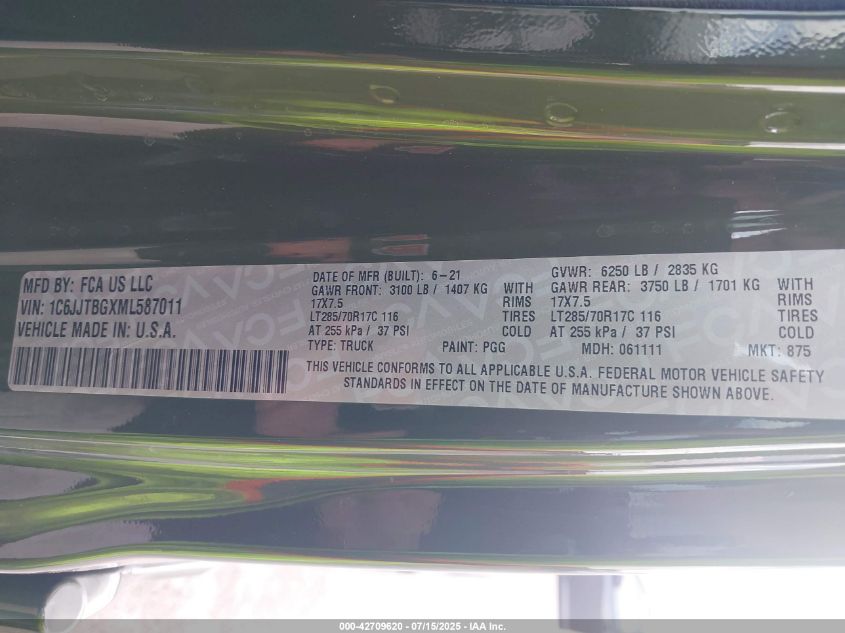 MFD BY: FCA US LLC
VIN: 1C6JJTBGXML587011
VEHICLE MADE IN: U.S.A.
DATE OF MFR (BUILT): 6-21
GAWR FRONT: 3100 LB / 1407 KG WITH
17X7.5 RIMS
LT285/70R17C 116 TIRES
AT 255 kPa / 37 PSI COLD
TYPE: TRUCK PAINT: PGG
GVWR: 6250 LB / 2835 KG
GAWR REAR: 3750 LB / 1701 KG WITH
17X7.5 RIMS
LT285/70R17C 116 TIRES
AT 255 kPa / 37 PSI COLD
MDH: 061111 MKT: 875
THIS VEHICLE CONFORMS TO ALL APPLICABLE U.S.A. FEDERAL MOTOR VEHICLE SAFETY
STANDARDS IN EFFECT ON THE DATE OF MANUFACTURE SHOWN ABOVE.
000-42709620 - 07/15/2025 - IAA Inc.